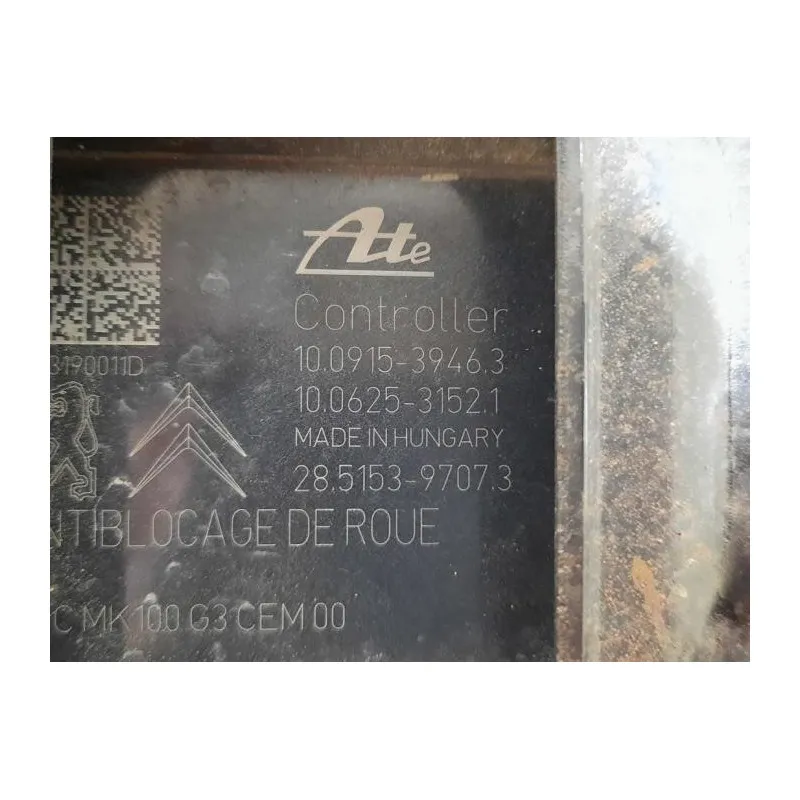 Ate
Controller
10.0915-3946.3
3190011D
10.0625-3152.1
MADE IN HUNGARY
28.5153-9707.3
NTIBLOCAGE DE ROUE
C MK100 G3 CEM 00